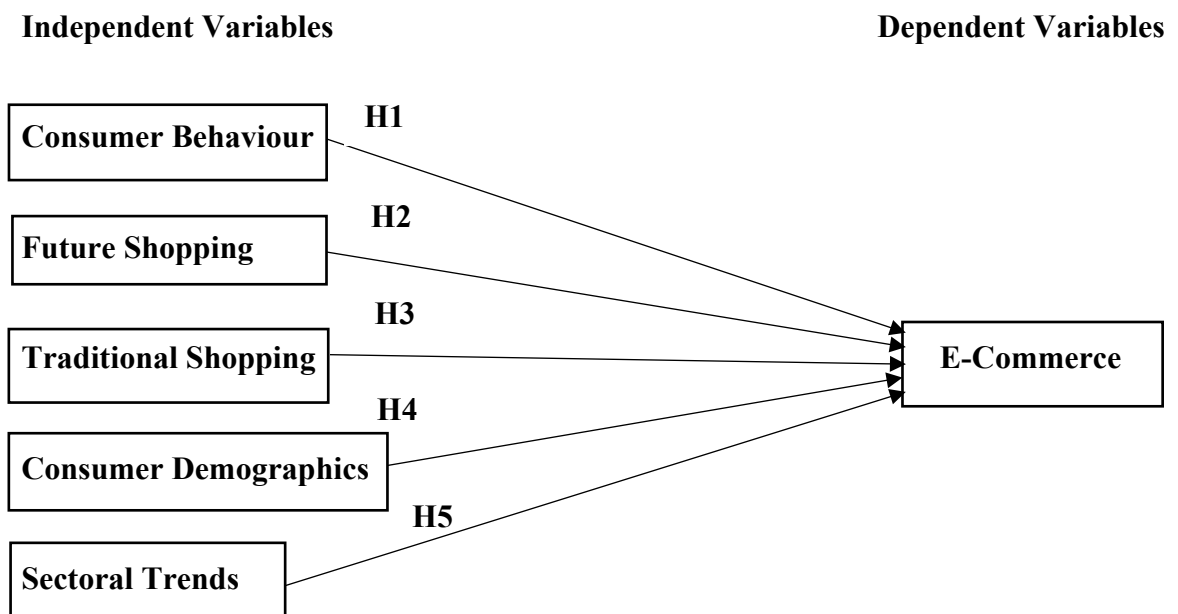 Independent Variables
Dependent Variables
H1
Consumer Behaviour
H2
Future Shopping
H3
Traditional Shopping
E-Commerce
H4
Consumer Demographics
H5
Sectoral Trends